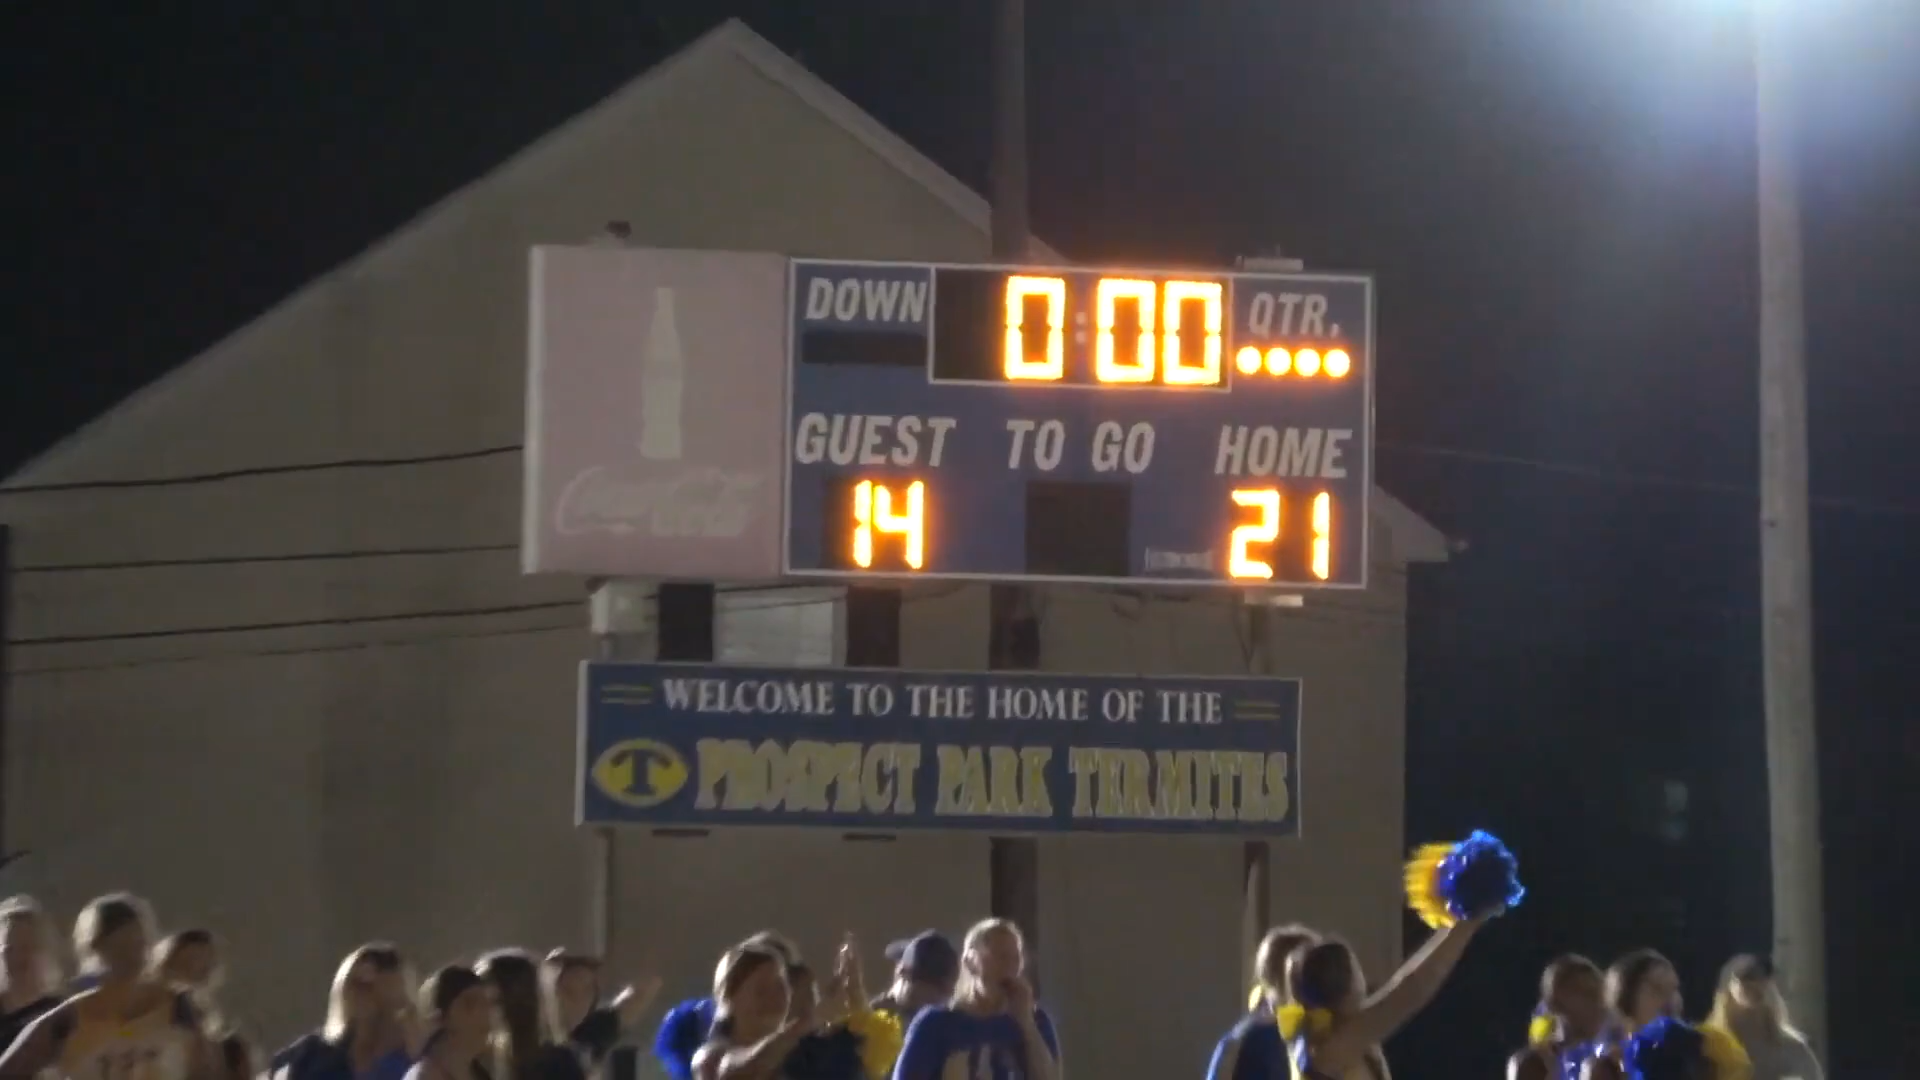 DOWN 0:00 QTR.
GUEST TO GO HOME
14 21
Coca-Cola
WELCOME TO THE HOME OF THE
T PROSPECT PARK TERMITES